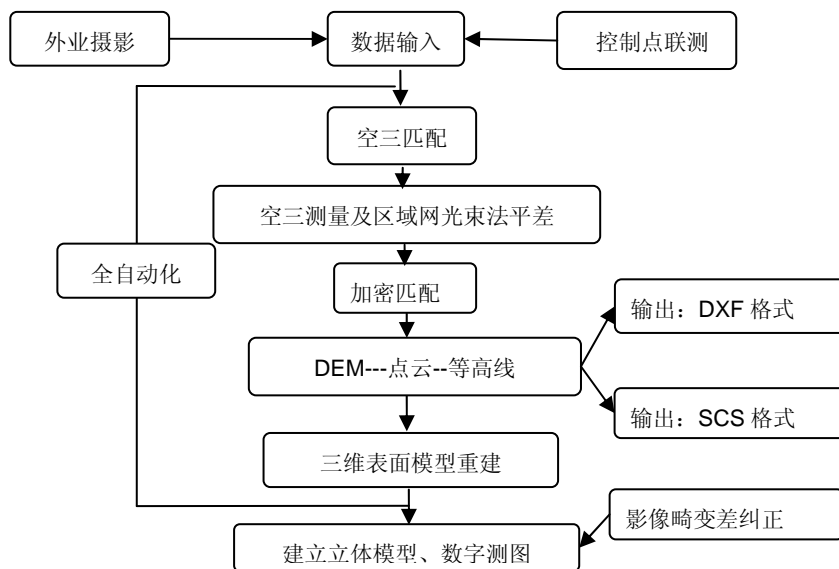 外业摄影
数据输入
控制点联测
空三匹配
空三测量及区域网光束法平差
全自动化
加密匹配
输出：DXF 格式
DEM---点云--等高线
输出：SCS 格式
三维表面模型重建
影像畸变差纠正
建立立体模型、数字测图